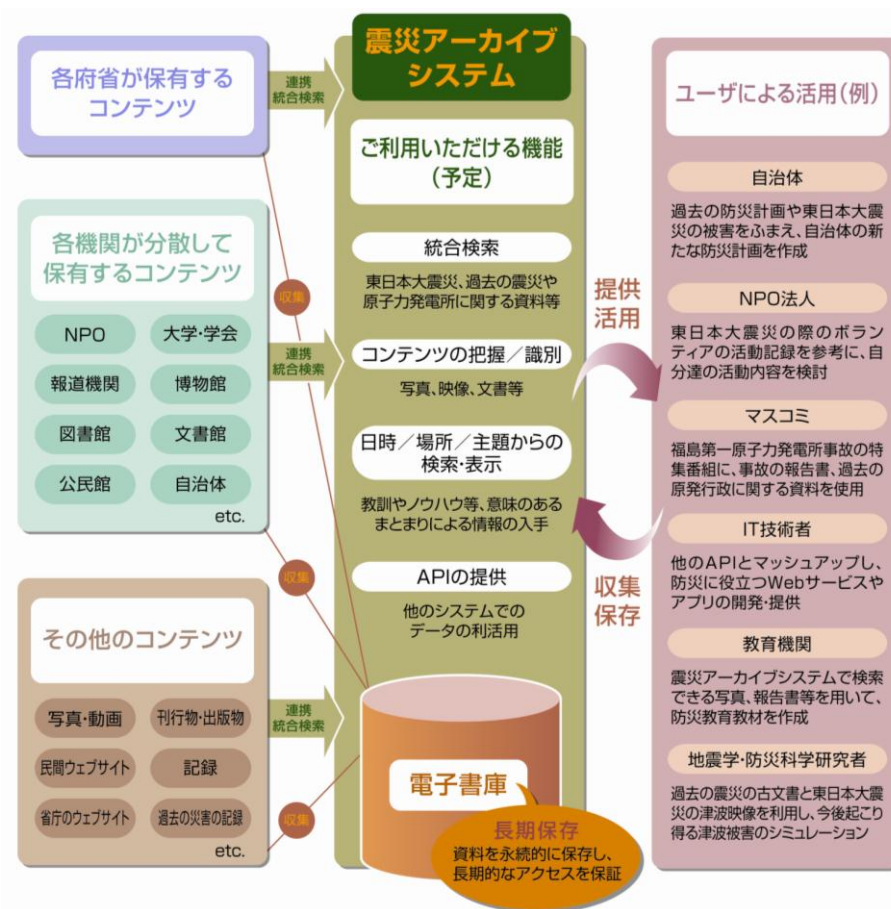 各府省が保有する
コンテンツ
連携
統合検索
各機関が分散して
保有するコンテンツ
NPO
大学・学会
報道機関
博物館
図書館
文書館
公民館
自治体
etc.
収集
連携
統合検索
収集
その他のコンテンツ
写真・動画
刊行物・出版物
民間ウェブサイト
記録
省庁のウェブサイト
過去の災害の記録
etc.
連携
統合検索
収集
震災アーカイブ
システム
ご利用いただける機能
(予定)
統合検索
東日本大震災、過去の震災や
原子力発電所に関する資料等
コンテンツの把握／識別
写真、映像、文書等
日時／場所／主題からの
検索・表示
教訓やノウハウ等、意味のある
まとまりによる情報の入手
APIの提供
他のシステムでの
データの利活用
電子書庫
長期保存
資料を永続的に保存し、
長期的なアクセスを保証
提供
活用
収集
保存
ユーザによる活用(例)
自治体
過去の防災計画や東日本大震
災の被害をふまえ、自治体の新
たな防災計画を作成
NPO法人
東日本大震災の際のボラン
ティアの活動記録を参考に、自
分達の活動内容を検討
マスコミ
福島第一原子力発電所事故の特
集番組に、事故の報告書、過去の
原発行政に関する資料を使用
IT技術者
他のAPIとマッシュアップし、
防災に役立つWebサービスや
アプリの開発・提供
教育機関
震災アーカイブシステムで検索
できる写真、報告書等を用いて、
防災教育教材を作成
地震学・防災科学研究者
過去の震災の古文書と東日本大震
災の津波映像を利用し、今後起こり
得る津波被害のシミュレーション